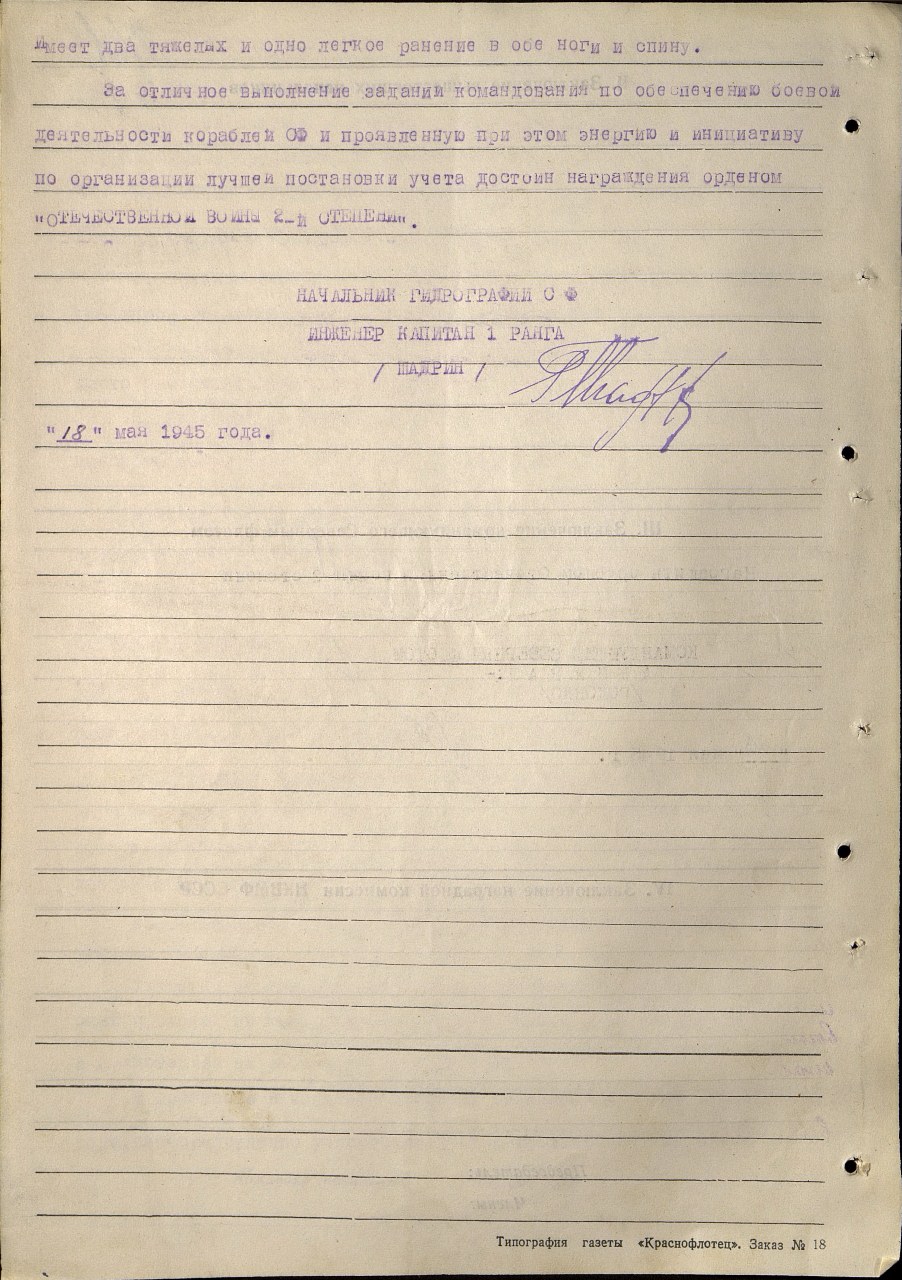 имеет два тяжелых и одно легкое ранение в обе ноги и спину.
За отличное выполнение заданий командования по обеспечению боевой
деятельности кораблей СФ и проявленную при этом энергию и инициативу
по организации лучшей постановки учета достоин награждения орденом
"ОТЕЧЕСТВЕННОЙ ВОЙНЫ 2-й СТЕПЕНИ".
НАЧАЛЬНИК ГИДРОГРАФИИ С Ф
ИНЖЕНЕР КАПИТАН 1 РАНГА
/ ШАДРИН /
"18" мая 1945 года.
Типография газеты «Краснофлотец». Заказ № 18